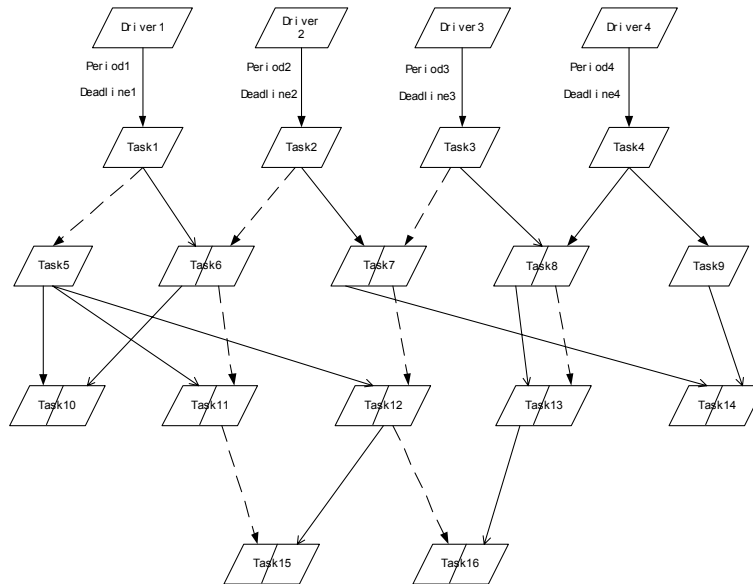 Driver1
Driver
2
Driver3
Driver4
Period1
Period2
Period3
Period4
Deadline1
Deadline2
Deadline3
Deadline4
Task1
Task2
Task3
Task4
Task5
Task6
Task7
Task8
Task9
Task10
Task11
Task12
Task13
Task14
Task15
Task16